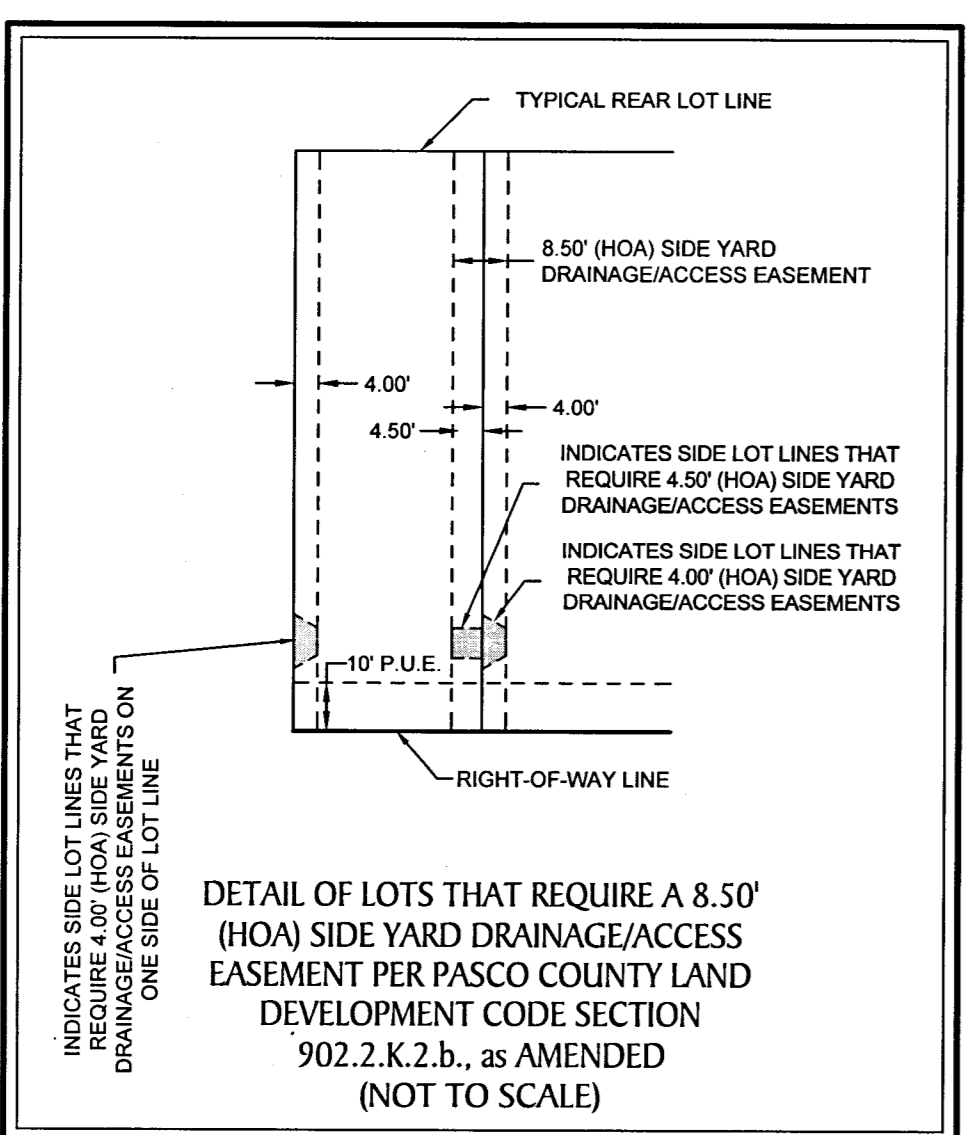 TYPICAL REAR LOT LINE
8.50' (HOA) SIDE YARD
DRAINAGE/ACCESS EASEMENT
4.00'
4.00'
4.50'
INDICATES SIDE LOT LINES THAT
REQUIRE 4.50' (HOA) SIDE YARD
DRAINAGE/ACCESS EASEMENTS
INDICATES SIDE LOT LINES THAT
REQUIRE 4.00' (HOA) SIDE YARD
DRAINAGE/ACCESS EASEMENTS
10' P.U.E.
RIGHT-OF-WAY LINE
INDICATES SIDE LOT LINES THAT
REQUIRE 4.00' (HOA) SIDE YARD
DRAINAGE/ACCESS EASEMENTS ON
ONE SIDE OF LOT LINE
DETAIL OF LOTS THAT REQUIRE A 8.50'
(HOA) SIDE YARD DRAINAGE/ACCESS
EASEMENT PER PASCO COUNTY LAND
DEVELOPMENT CODE SECTION
902.2.K.2.b., as AMENDED
(NOT TO SCALE)